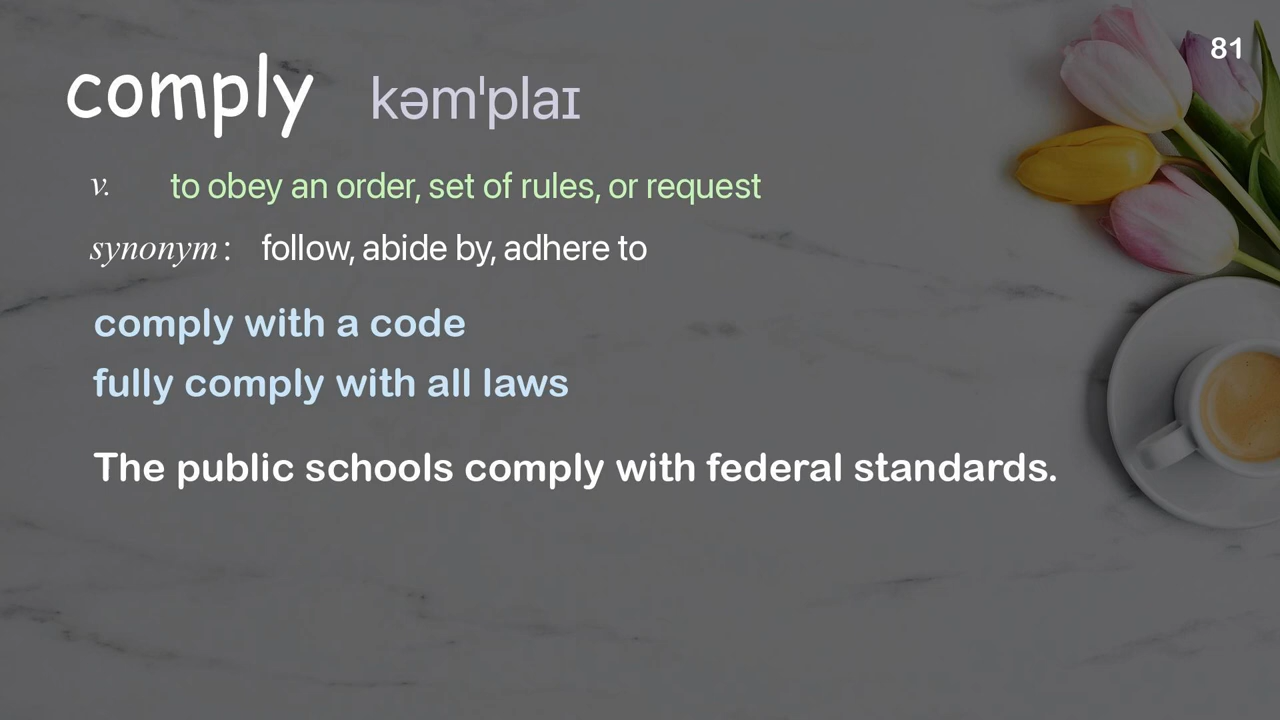 81
comply kəmˈplaɪ
v. to obey an order, set of rules, or request
synonym: follow, abide by, adhere to
comply with a code
fully comply with all laws
The public schools comply with federal standards.